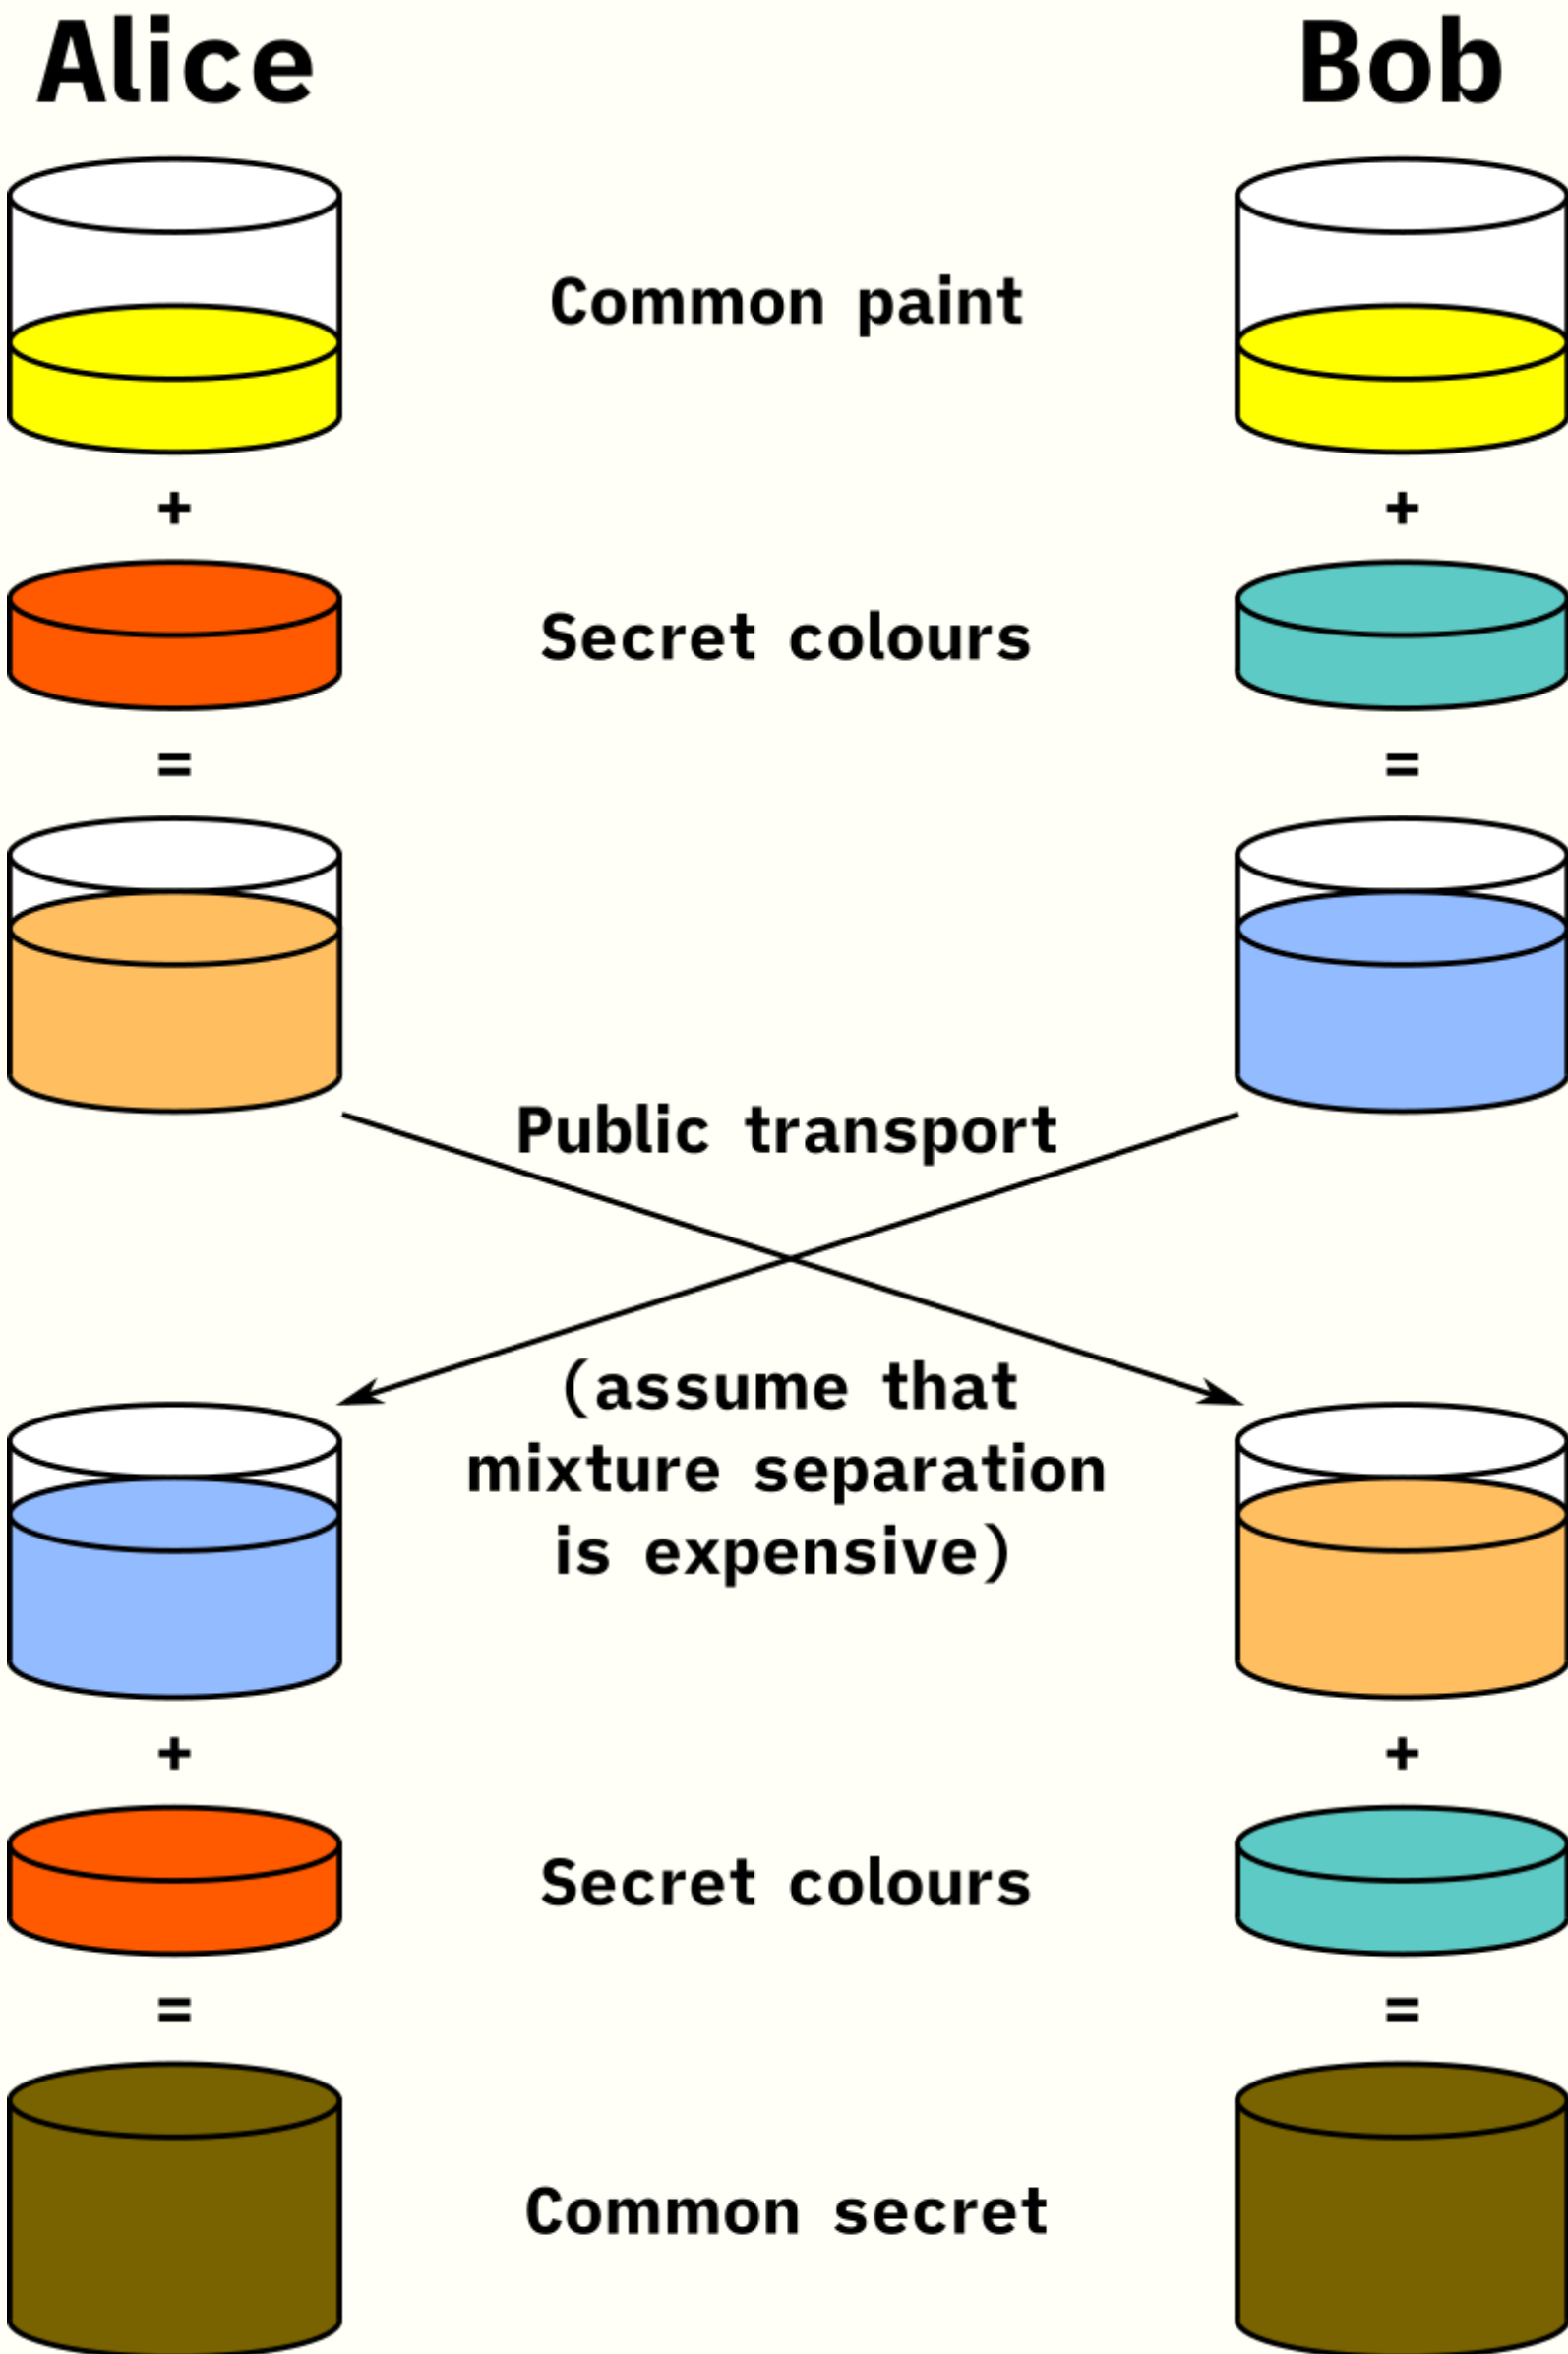 Alice
Bob
Common paint
+
+
Secret colours
=
=
Public transport
(assume that
mixture separation
is expensive)
+
+
Secret colours
=
=
Common secret